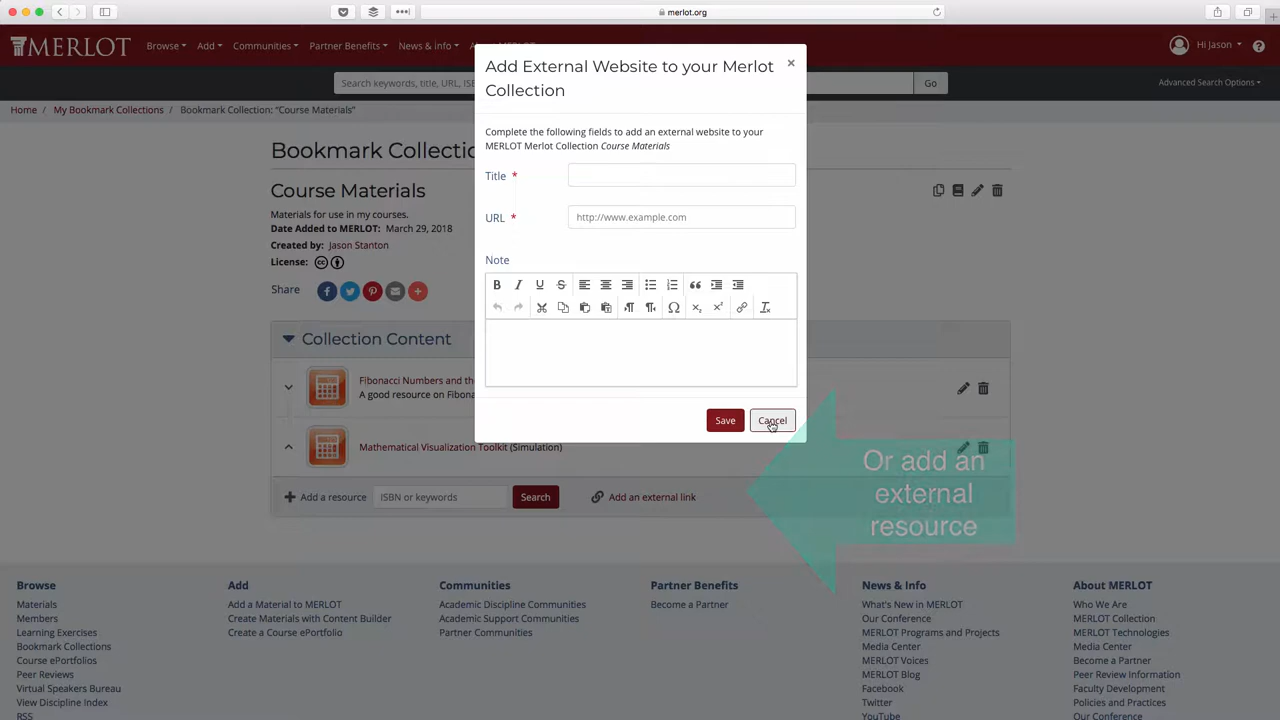 merlot.org
MERLOT Browse Add Communities Partner Benefits News & info Hi Jason ?
Search keywords, title, URL, ISE Go Advanced Search Options
Home / My Bookmark Collections / Bookmark Collection: “Course Materials”
Add External Website to your Merlot
Collection
×
Complete the following fields to add an external website to your
MERLOT Merlot Collection Course Materials
Title *
URL * http://www.example.com
Note
B I U S
Ω x₂ x² Tx
Save Cancel
Course Materials
Materials for use in my courses.
Date Added to MERLOT: March 29, 2018
Created by: Jason Stanton
License: cc
Share
Collection Content
Fibonacci Numbers and the
A good resource on Fibona
Mathematical Visualization Toolkit (Simulation)
Add a resource ISBN or keywords Search Add an external link
Or add an
external
resource
Browse
Materials
Members
Learning Exercises
Bookmark Collections
Course ePortfolios
Peer Reviews
Virtual Speakers Bureau
View Discipline Index
RSS
Add
Add a Material to MERLOT
Create Materials with Content Builder
Create a Course ePortfolio
Communities
Academic Discipline Communities
Academic Support Communities
Partner Communities
Partner Benefits
Become a Partner
News & Info
What's New in MERLOT
Our Conference
MERLOT Programs and Projects
Media Center
MERLOT Voices
MERLOT Blog
Facebook
Twitter
YouTube
About MERLOT
Who We Are
MERLOT Collection
MERLOT Technologies
Media Center
Become a Partner
Peer Review Information
Faculty Development
Policies and Practices
Our Conference